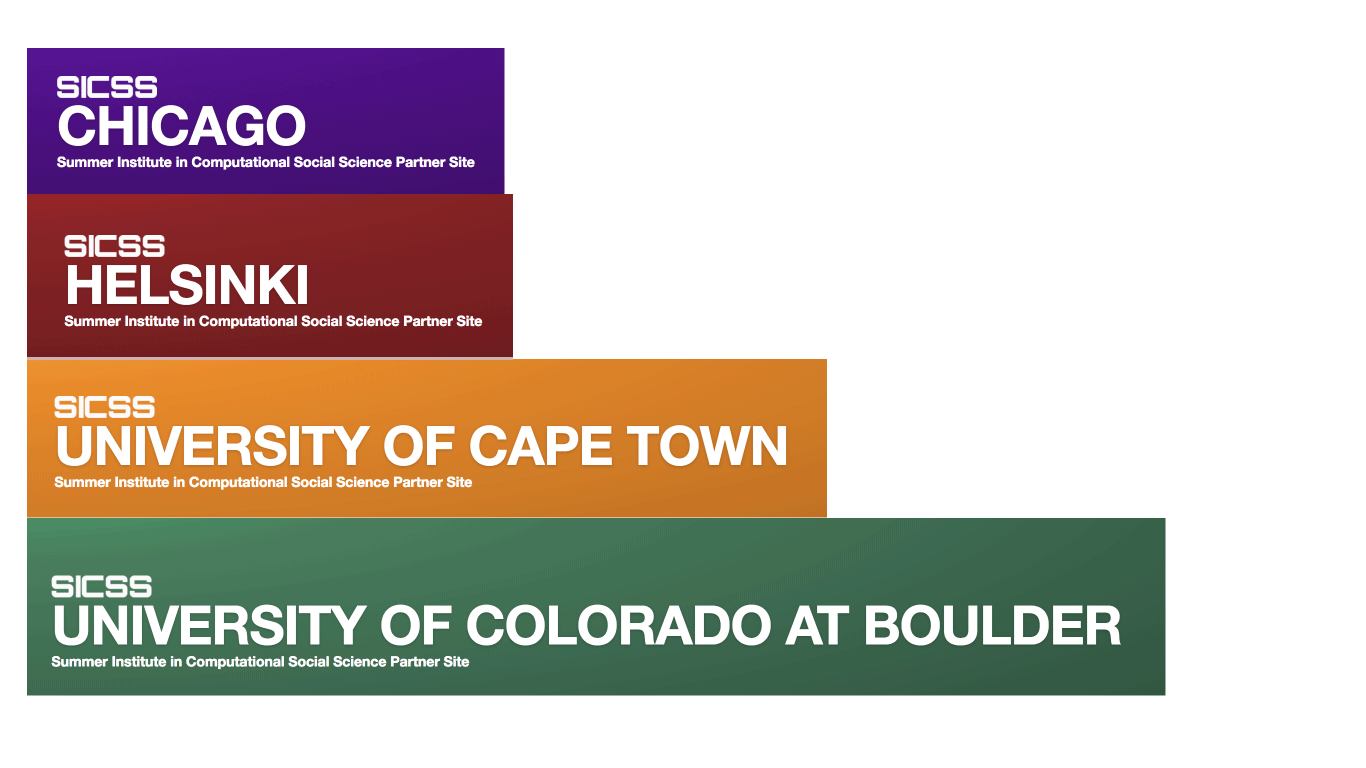 SICSS
CHICAGO
Summer Institute in Computational Social Science Partner Site
SICSS
HELSINKI
Summer Institute in Computational Social Science Partner Site
SICSS
UNIVERSITY OF CAPE TOWN
Summer Institute in Computational Social Science Partner Site
SICSS
UNIVERSITY OF COLORADO AT BOULDER
Summer Institute in Computational Social Science Partner Site